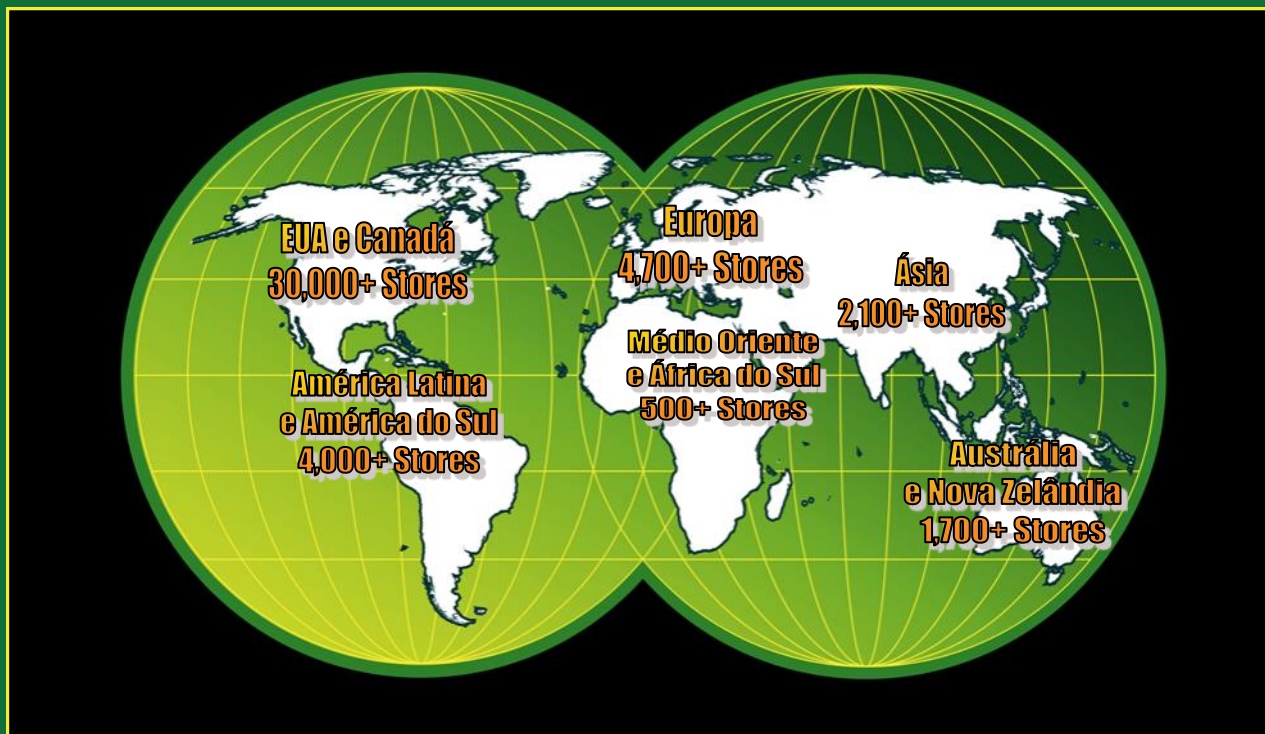 EUA e Canadá
30,000+ Stores
Europa
4,700+ Stores
Ásia
2,100+ Stores
Médio Oriente
e África do Sul
500+ Stores
América Latina
e América do Sul
4,000+ Stores
Austrália
e Nova Zelândia
1,700+ Stores